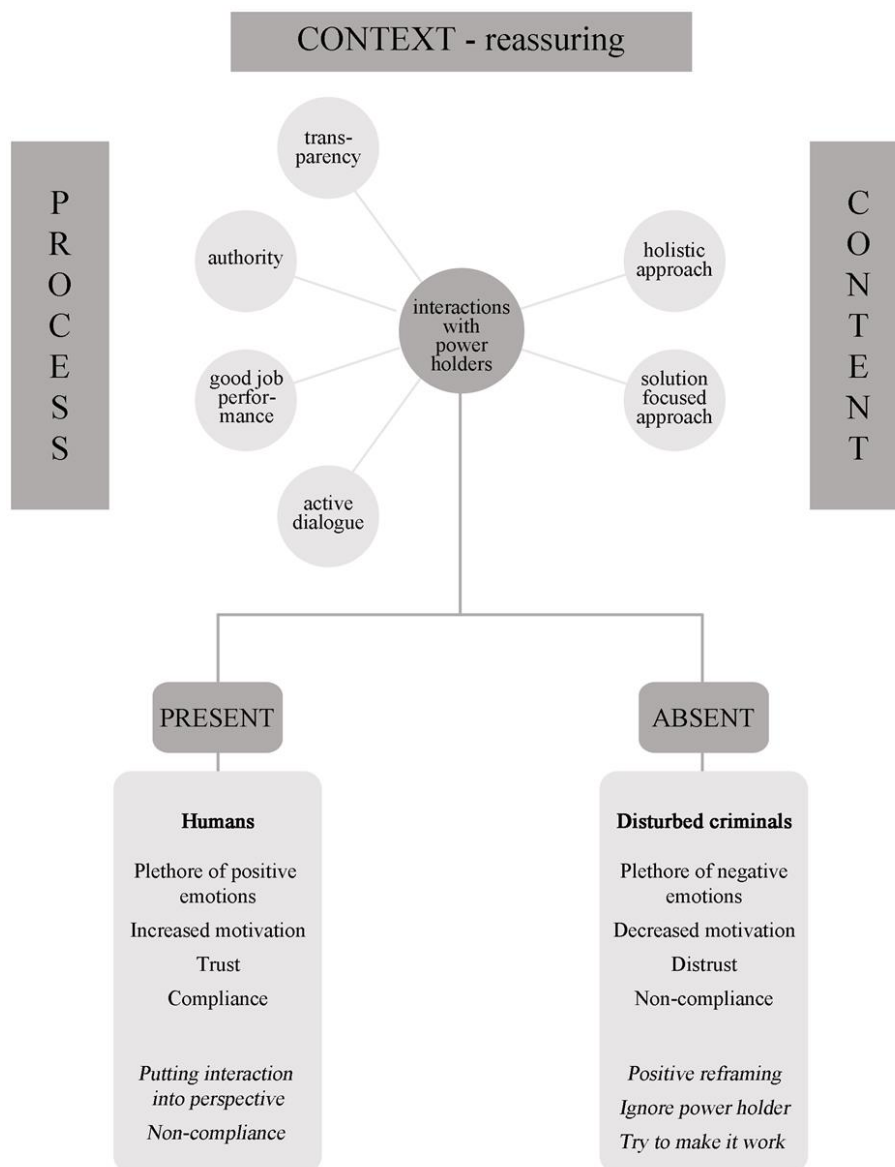 CONTEXT - reassuring
PROCESS
trans-
parency
authority
good job
perfor-
mance
active
dialogue
interactions
with
power
holders
holistic
approach
solution
focused
approach
CONTENT
PRESENT
Humans
Plethore of positive
emotions
Increased motivation
Trust
Compliance
Putting interaction
into perspective
Non-compliance
ABSENT
Disturbed criminals
Plethore of negative
emotions
Decreased motivation
Distrust
Non-compliance
Positive reframing
Ignore power holder
Try to make it work